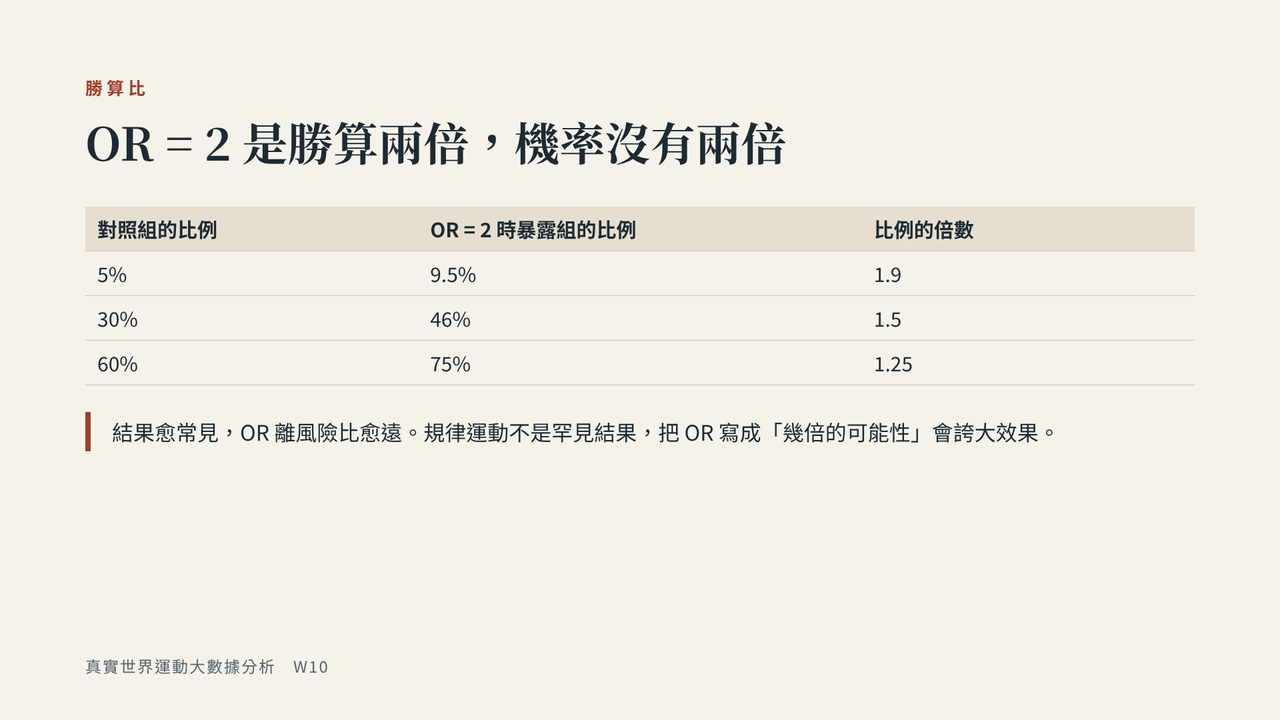 勝算比
OR = 2 是勝算兩倍，機率沒有兩倍
對照組的比例 OR = 2 時暴露組的比例 比例的倍數
5% 9.5% 1.9
30% 46% 1.5
60% 75% 1.25
結果愈常見，OR 離風險比愈遠。規律運動不是罕見結果，把 OR 寫成「幾倍的可能性」會誇大效果。
真實世界運動大數據分析 W10